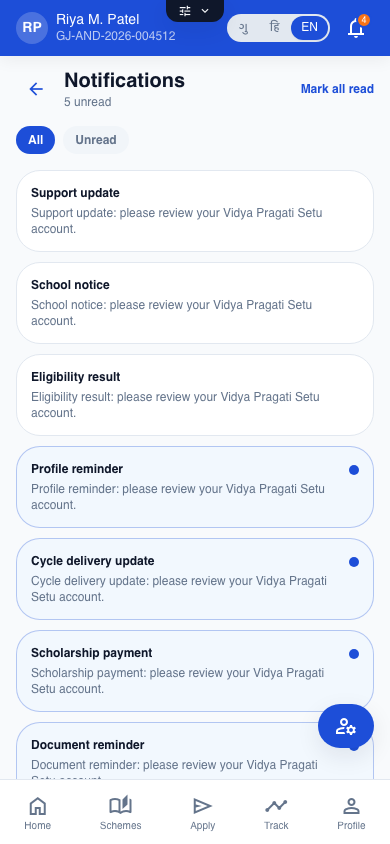 RP
Riya M. Patel
GJ-AND-2026-004512
ગુ
हि
EN
4
Notifications
5 unread
Mark all read
All
Unread
Support update
Support update: please review your Vidya Pragati Setu
account.
School notice
School notice: please review your Vidya Pragati Setu
account.
Eligibility result
Eligibility result: please review your Vidya Pragati Setu
account.
Profile reminder
Profile reminder: please review your Vidya Pragati Setu
account.
Cycle delivery update
Cycle delivery update: please review your Vidya Pragati
Setu account.
Scholarship payment
Scholarship payment: please review your Vidya Pragati
Setu account.
Document reminder
Document reminder: please review your Vidya Pragati
Setu account.
Home
Schemes
Apply
Track
Profile